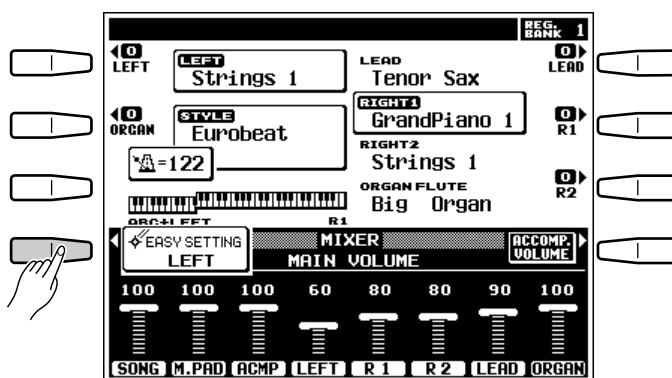 REG. BANK 1
0 LEFT
LEFT
Strings 1
LEAD
Tenor Sax
0 LEAD
0 ORGAN
STYLE
Eurobeat
RIGHT1
GrandPiano 1
0 R1
=122
RIGHT2
Strings 1
0 R2
ORGAN FLUTE
Big Organ
ABC+LEFT R1
EASY SETTING
LEFT
MIXER
MAIN VOLUME
ACCOMP. VOLUME
100 100 100 60 80 80 90 100
SONG M.PAD ACMP LEFT R 1 R 2 LEAD ORGAN